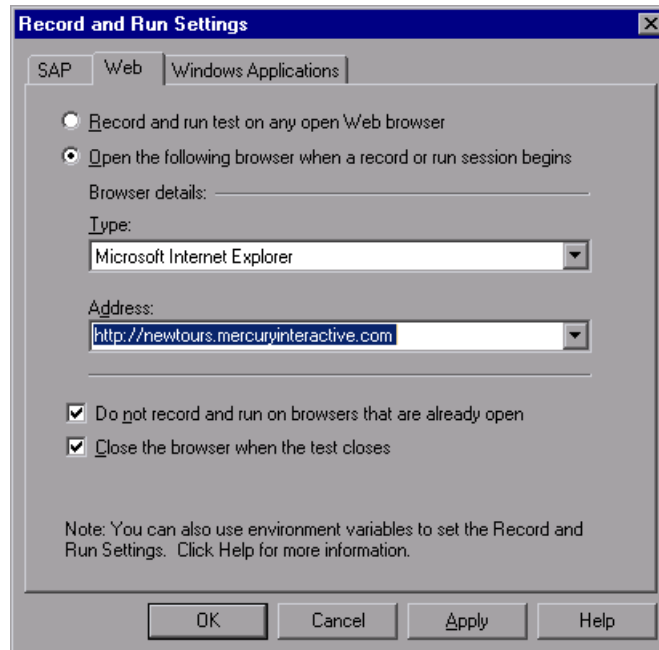 Record and Run Settings
SAP Web Windows Applications
Record and run test on any open Web browser
Open the following browser when a record or run session begins
Browser details:
Type:
Microsoft Internet Explorer
Address:
http://newtours.mercuryinteractive.com
Do not record and run on browsers that are already open
Close the browser when the test closes
Note: You can also use environment variables to set the Record and
Run Settings. Click Help for more information.
OK Cancel Apply Help